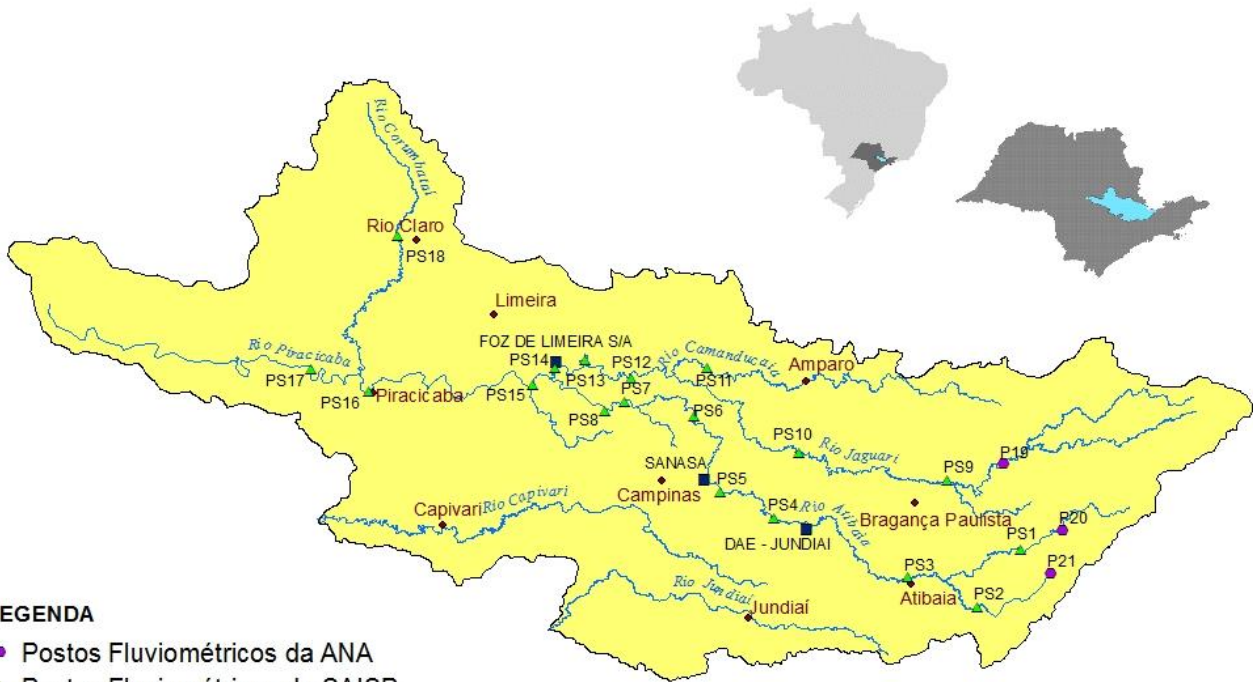 Rio Corumbataí
Rio Claro
PS18
Limeira
FOZ DE LIMEIRA S/A
Rio Piracicaba
PS14
PS12
Rio Camanducaia
Amparo
PS17
PS13
PS11
PS16
Piracicaba
PS15
PS7
PS8
PS6
PS10
Rio Jaguari
P19
SANASA
PS9
Campinas
PS5
Capivari
Rio Capivari
PS4
Rio Atibaia
Bragança Paulista
P20
DAE - JUNDIAI
PS1
P21
PS3
Atibaia
PS2
Rio Jundiaí
Jundiaí
EGENDA
Postos Fluviométricos da ANA